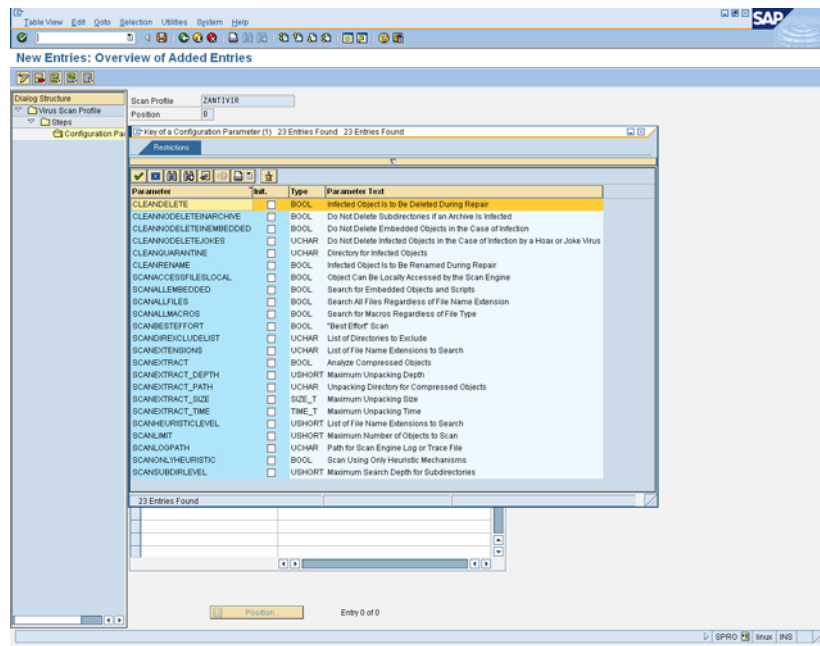 Table View Edit Goto Selection Utilities System Help
SAP
New Entries: Overview of Added Entries
Dialog Structure
Virus Scan Profile
Steps
Configuration Par
Scan Profile ZANTIVIR
Position 0
Key of a Configuration Parameter (1) 23 Entries Found 23 Entries Found
Restrictions
Parameter Init. Type Parameter Text
CLEANDELETE BOOL Infected Object Is to Be Deleted During Repair
CLEANNODELETEINARCHIVE BOOL Do Not Delete Subdirectories if an Archive Is Infected
CLEANNODELETEINEMBEDDED BOOL Do Not Delete Embedded Objects in the Case of Infection
CLEANNODELETEJOKES UCHAR Do Not Delete Infected Objects in the Case of Infection by a Hoax or Joke Virus
CLEANQUARANTINE UCHAR Directory for Infected Objects
CLEANRENAME BOOL Infected Object Is to Be Renamed During Repair
SCANACCESSFILESLOCAL BOOL Object Can Be Locally Accessed by the Scan Engine
SCANALLEMBEDDED BOOL Search for Embedded Objects and Scripts
SCANALLFILES BOOL Search All Files Regardless of File Name Extension
SCANALLMACROS BOOL Search for Macros Regardless of File Type
SCANBESTEFFORT BOOL "Best Effort" Scan
SCANDIREXCLUDELIST UCHAR List of Directories to Exclude
SCANEXTENSIONS UCHAR List of File Name Extensions to Search
SCANEXTRACT BOOL Analyze Compressed Objects
SCANEXTRACT_DEPTH USHORT Maximum Unpacking Depth
SCANEXTRACT_PATH UCHAR Unpacking Directory for Compressed Objects
SCANEXTRACT_SIZE SIZE_T Maximum Unpacking Size
SCANEXTRACT_TIME TIME_T Maximum Unpacking Time
SCANHEURISTICLEVEL USHORT List of File Name Extensions to Search
SCANLIMIT USHORT Maximum Number of Objects to Scan
SCANLOGPATH UCHAR Path for Scan Engine Log or Trace File
SCANONLYHEURISTIC BOOL Scan Using Only Heuristic Mechanisms
SCANSUBDIRLEVEL USHORT Maximum Search Depth for Subdirectories
23 Entries Found
Position... Entry 0 of 0
SPRO linux INS